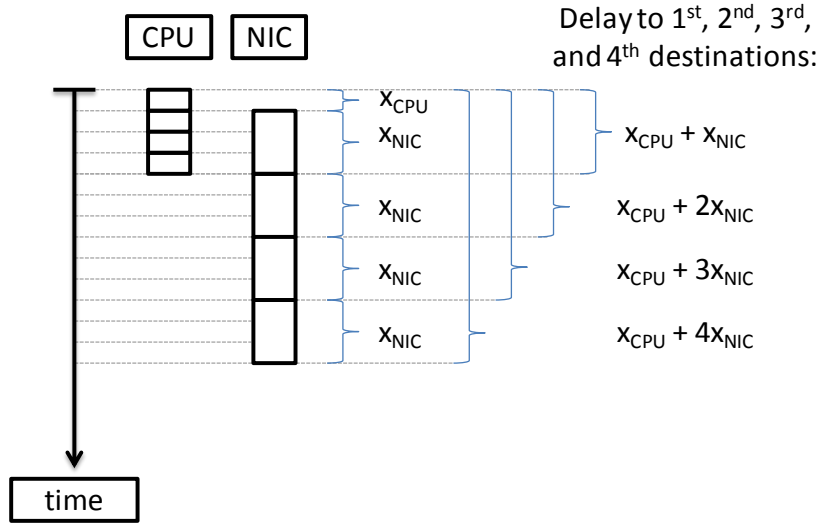 CPU NIC
Delay to 1st, 2nd, 3rd,
and 4th destinations:
xCPU
xNIC xCPU + xNIC
xNIC xCPU + 2xNIC
xNIC xCPU + 3xNIC
xNIC xCPU + 4xNIC
time